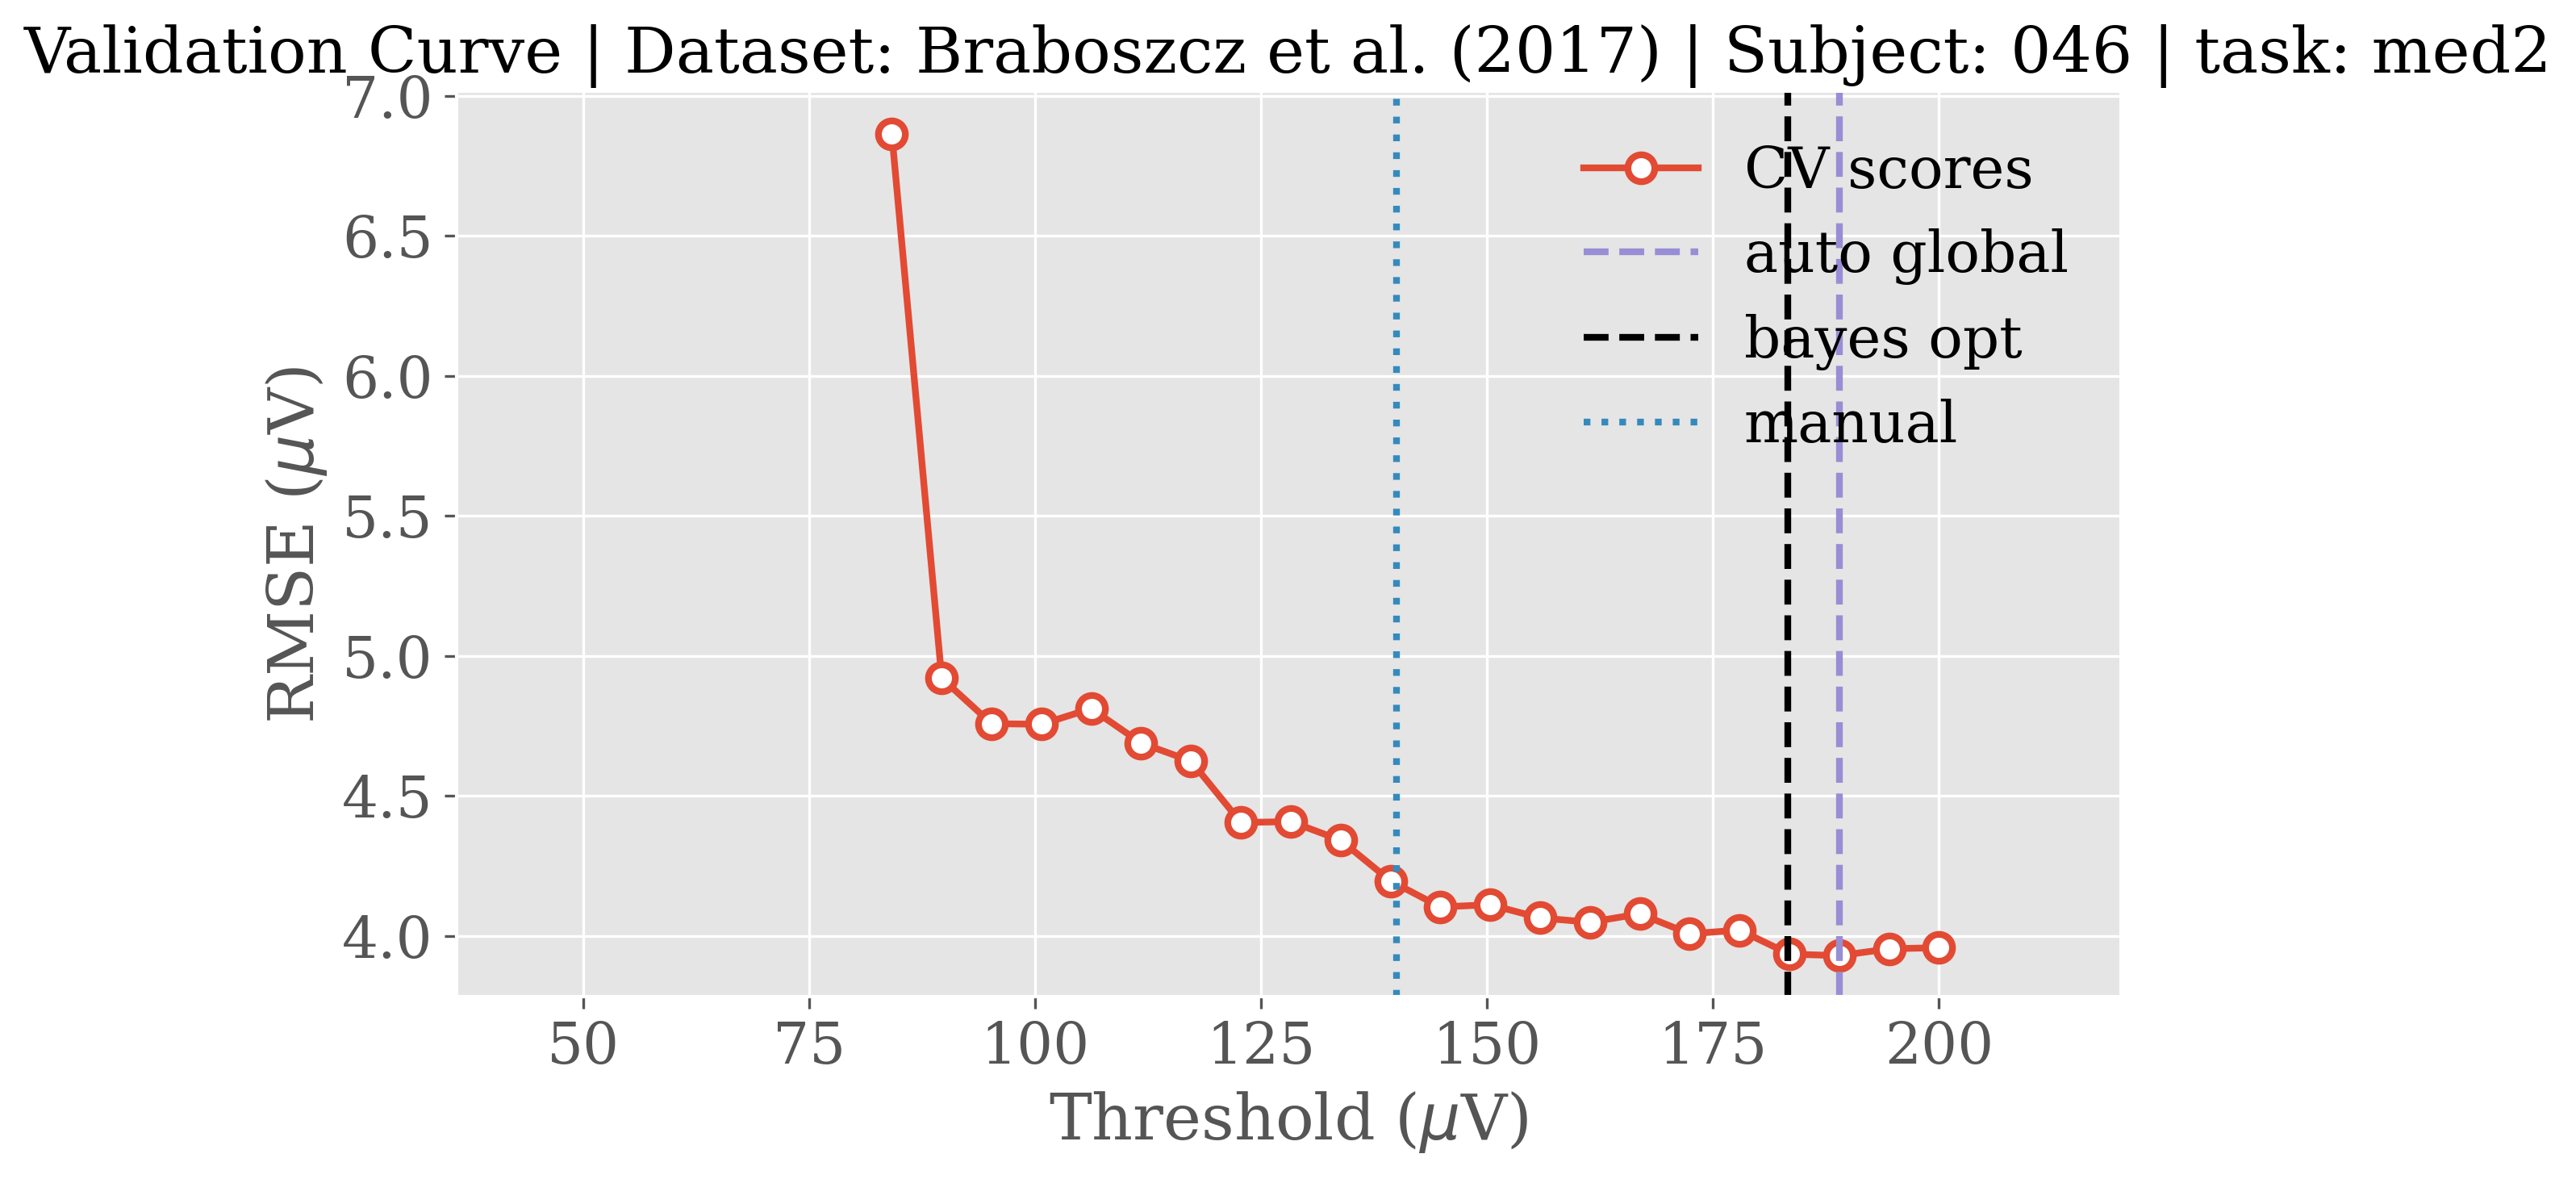 Validation Curve | Dataset: Braboszcz et al. (2017) | Subject: 046 | task: med2
7.0
6.5
6.0
5.5
5.0
4.5
4.0
RMSE (μV)
CV scores
auto global
bayes opt
manual
50 75 100 125 150 175 200
Threshold (μV)